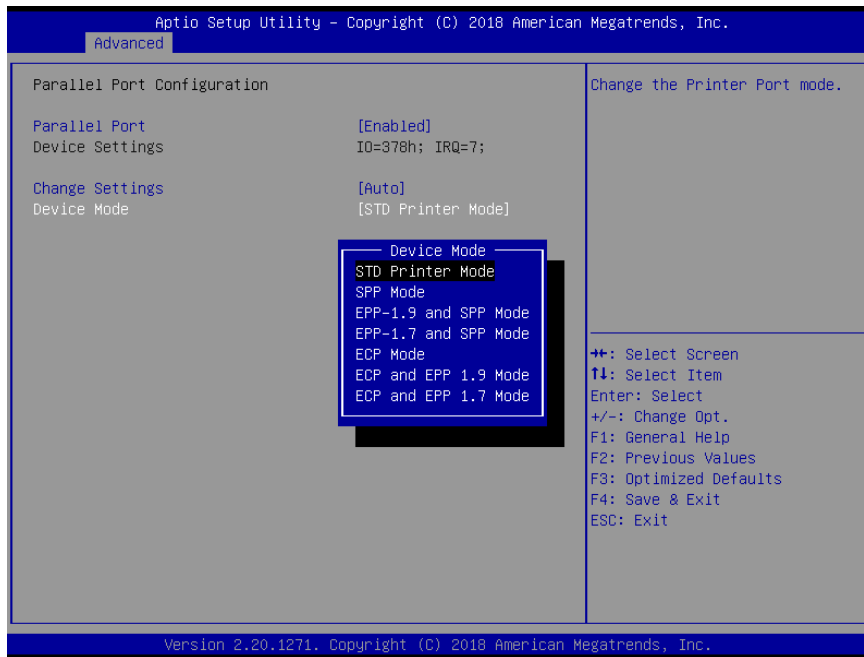 Aptio Setup Utility – Copyright (C) 2018 American Megatrends, Inc.
Advanced
Parallel Port Configuration
Parallel Port [Enabled]
Device Settings IO=378h; IRQ=7;
Change Settings [Auto]
Device Mode [STD Printer Mode]
Device Mode
STD Printer Mode
SPP Mode
EPP-1.9 and SPP Mode
EPP-1.7 and SPP Mode
ECP Mode
ECP and EPP 1.9 Mode
ECP and EPP 1.7 Mode
Change the Printer Port mode.
→←: Select Screen
↑↓: Select Item
Enter: Select
+/-: Change Opt.
F1: General Help
F2: Previous Values
F3: Optimized Defaults
F4: Save & Exit
ESC: Exit
Version 2.20.1271. Copyright (C) 2018 American Megatrends, Inc.